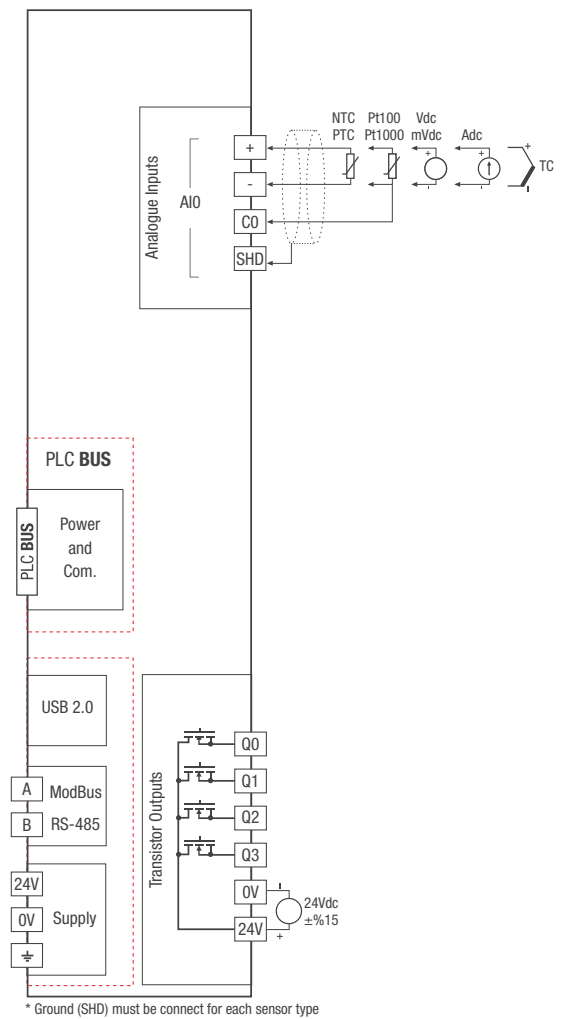 NTC Pt100 Vdc
PTC Pt1000 mVdc Adc
+
-
C0
SHD
Analogue Inputs
AI0
+ -
+ -
+ -
TC
PLC BUS
PLC BUS
Power
and
Com.
USB 2.0
A
B
ModBus
RS-485
24V
0V
Supply
Transistor Outputs
Q0
Q1
Q2
Q3
0V
24V
- +
24Vdc
±%15
* Ground (SHD) must be connect for each sensor type